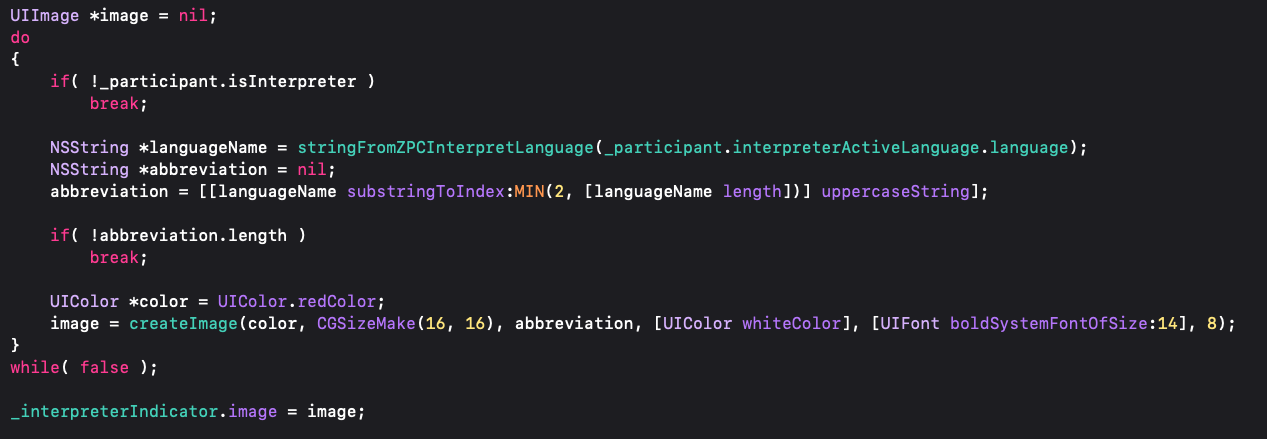 UIImage *image = nil;
do
{
    if( !_participant.isInterpreter )
        break;

    NSString *languageName = stringFromZPCInterpretLanguage(_participant.interpreterActiveLanguage.language);
    NSString *abbreviation = nil;
    abbreviation = [[languageName substringToIndex:MIN(2, [languageName length])] uppercaseString];

    if( !abbreviation.length )
        break;

    UIColor *color = UIColor.redColor;
    image = createImage(color, CGSizeMake(16, 16), abbreviation, [UIColor whiteColor], [UIFont boldSystemFontOfSize:14], 8);
}
while( false );

_interpreterIndicator.image = image;